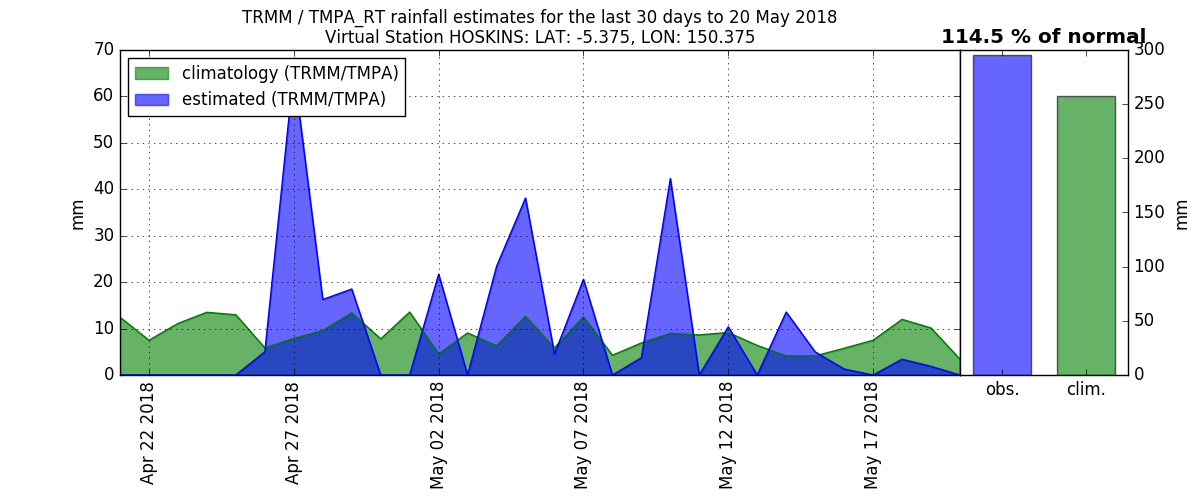 TRMM / TMPA_RT rainfall estimates for the last 30 days to 20 May 2018
Virtual Station HOSKINS: LAT: -5.375, LON: 150.375
114.5 % of normal
climatology (TRMM/TMPA)
estimated (TRMM/TMPA)
70
60
50
40
30
20
10
0
mm
Apr 22 2018
Apr 27 2018
May 02 2018
May 07 2018
May 12 2018
May 17 2018
300
250
200
150
100
50
0
mm
obs.
clim.